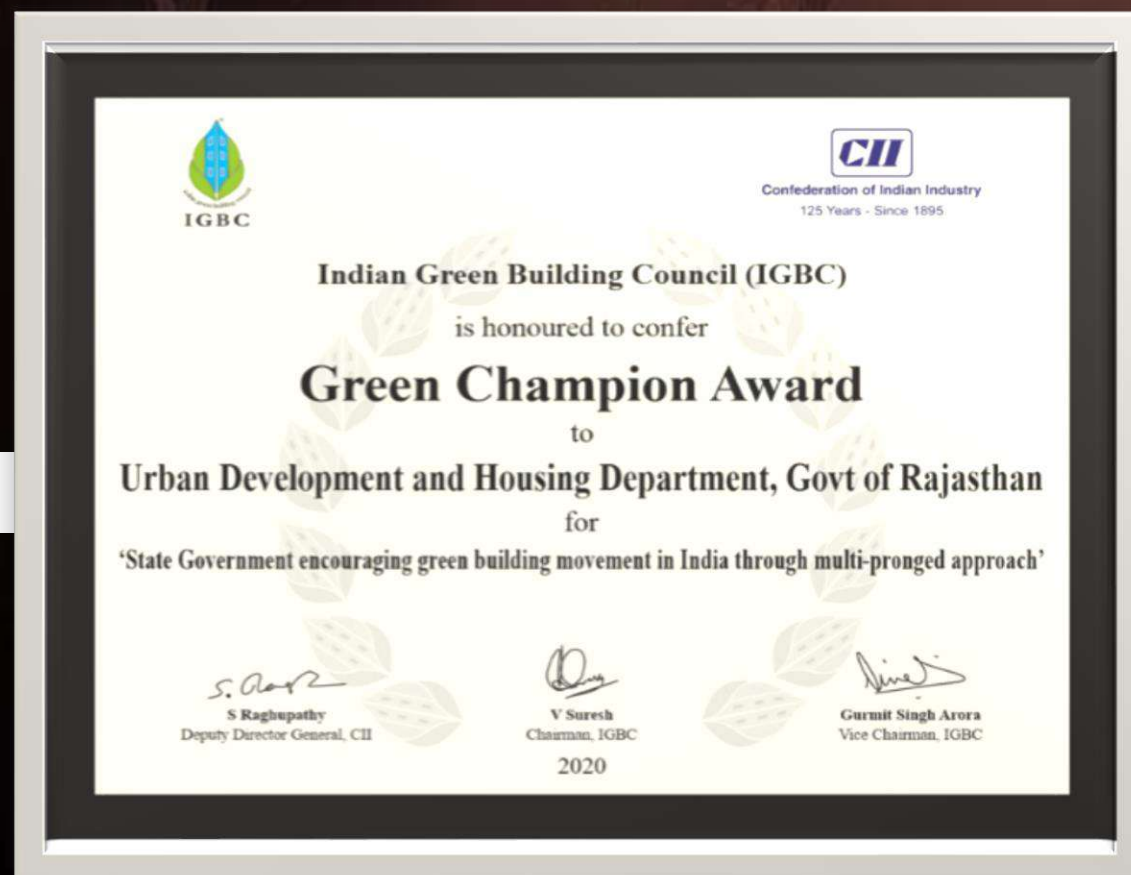 IGBC
CII
Confederation of Indian Industry
125 Years - Since 1895
Indian Green Building Council (IGBC)
is honoured to confer
Green Champion Award
to
Urban Development and Housing Department, Govt of Rajasthan
for
‘State Government encouraging green building movement in India through multi-pronged approach’
S Raghupathy
Deputy Director General, CII
V Suresh
Chairman, IGBC
Gurmit Singh Arora
Vice Chairman, IGBC
2020